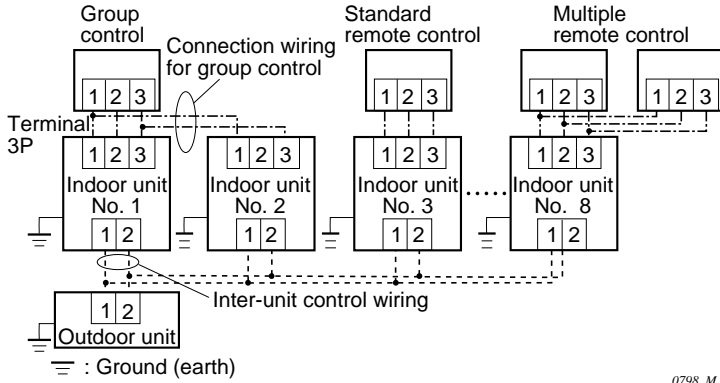 Group
control
Connection wiring
for group control
Standard
remote control
Multiple
remote control
1 2 3
1 2 3
1 2 3
1 2 3
Terminal
3P
1 2 3
1 2 3
1 2 3
1 2 3
Indoor unit
No. 1
Indoor unit
No. 2
Indoor unit
No. 3
Indoor unit
No. 8
1 2
1 2
1 2
1 2
Inter-unit control wiring
1 2
Outdoor unit
: Ground (earth)
0798_M